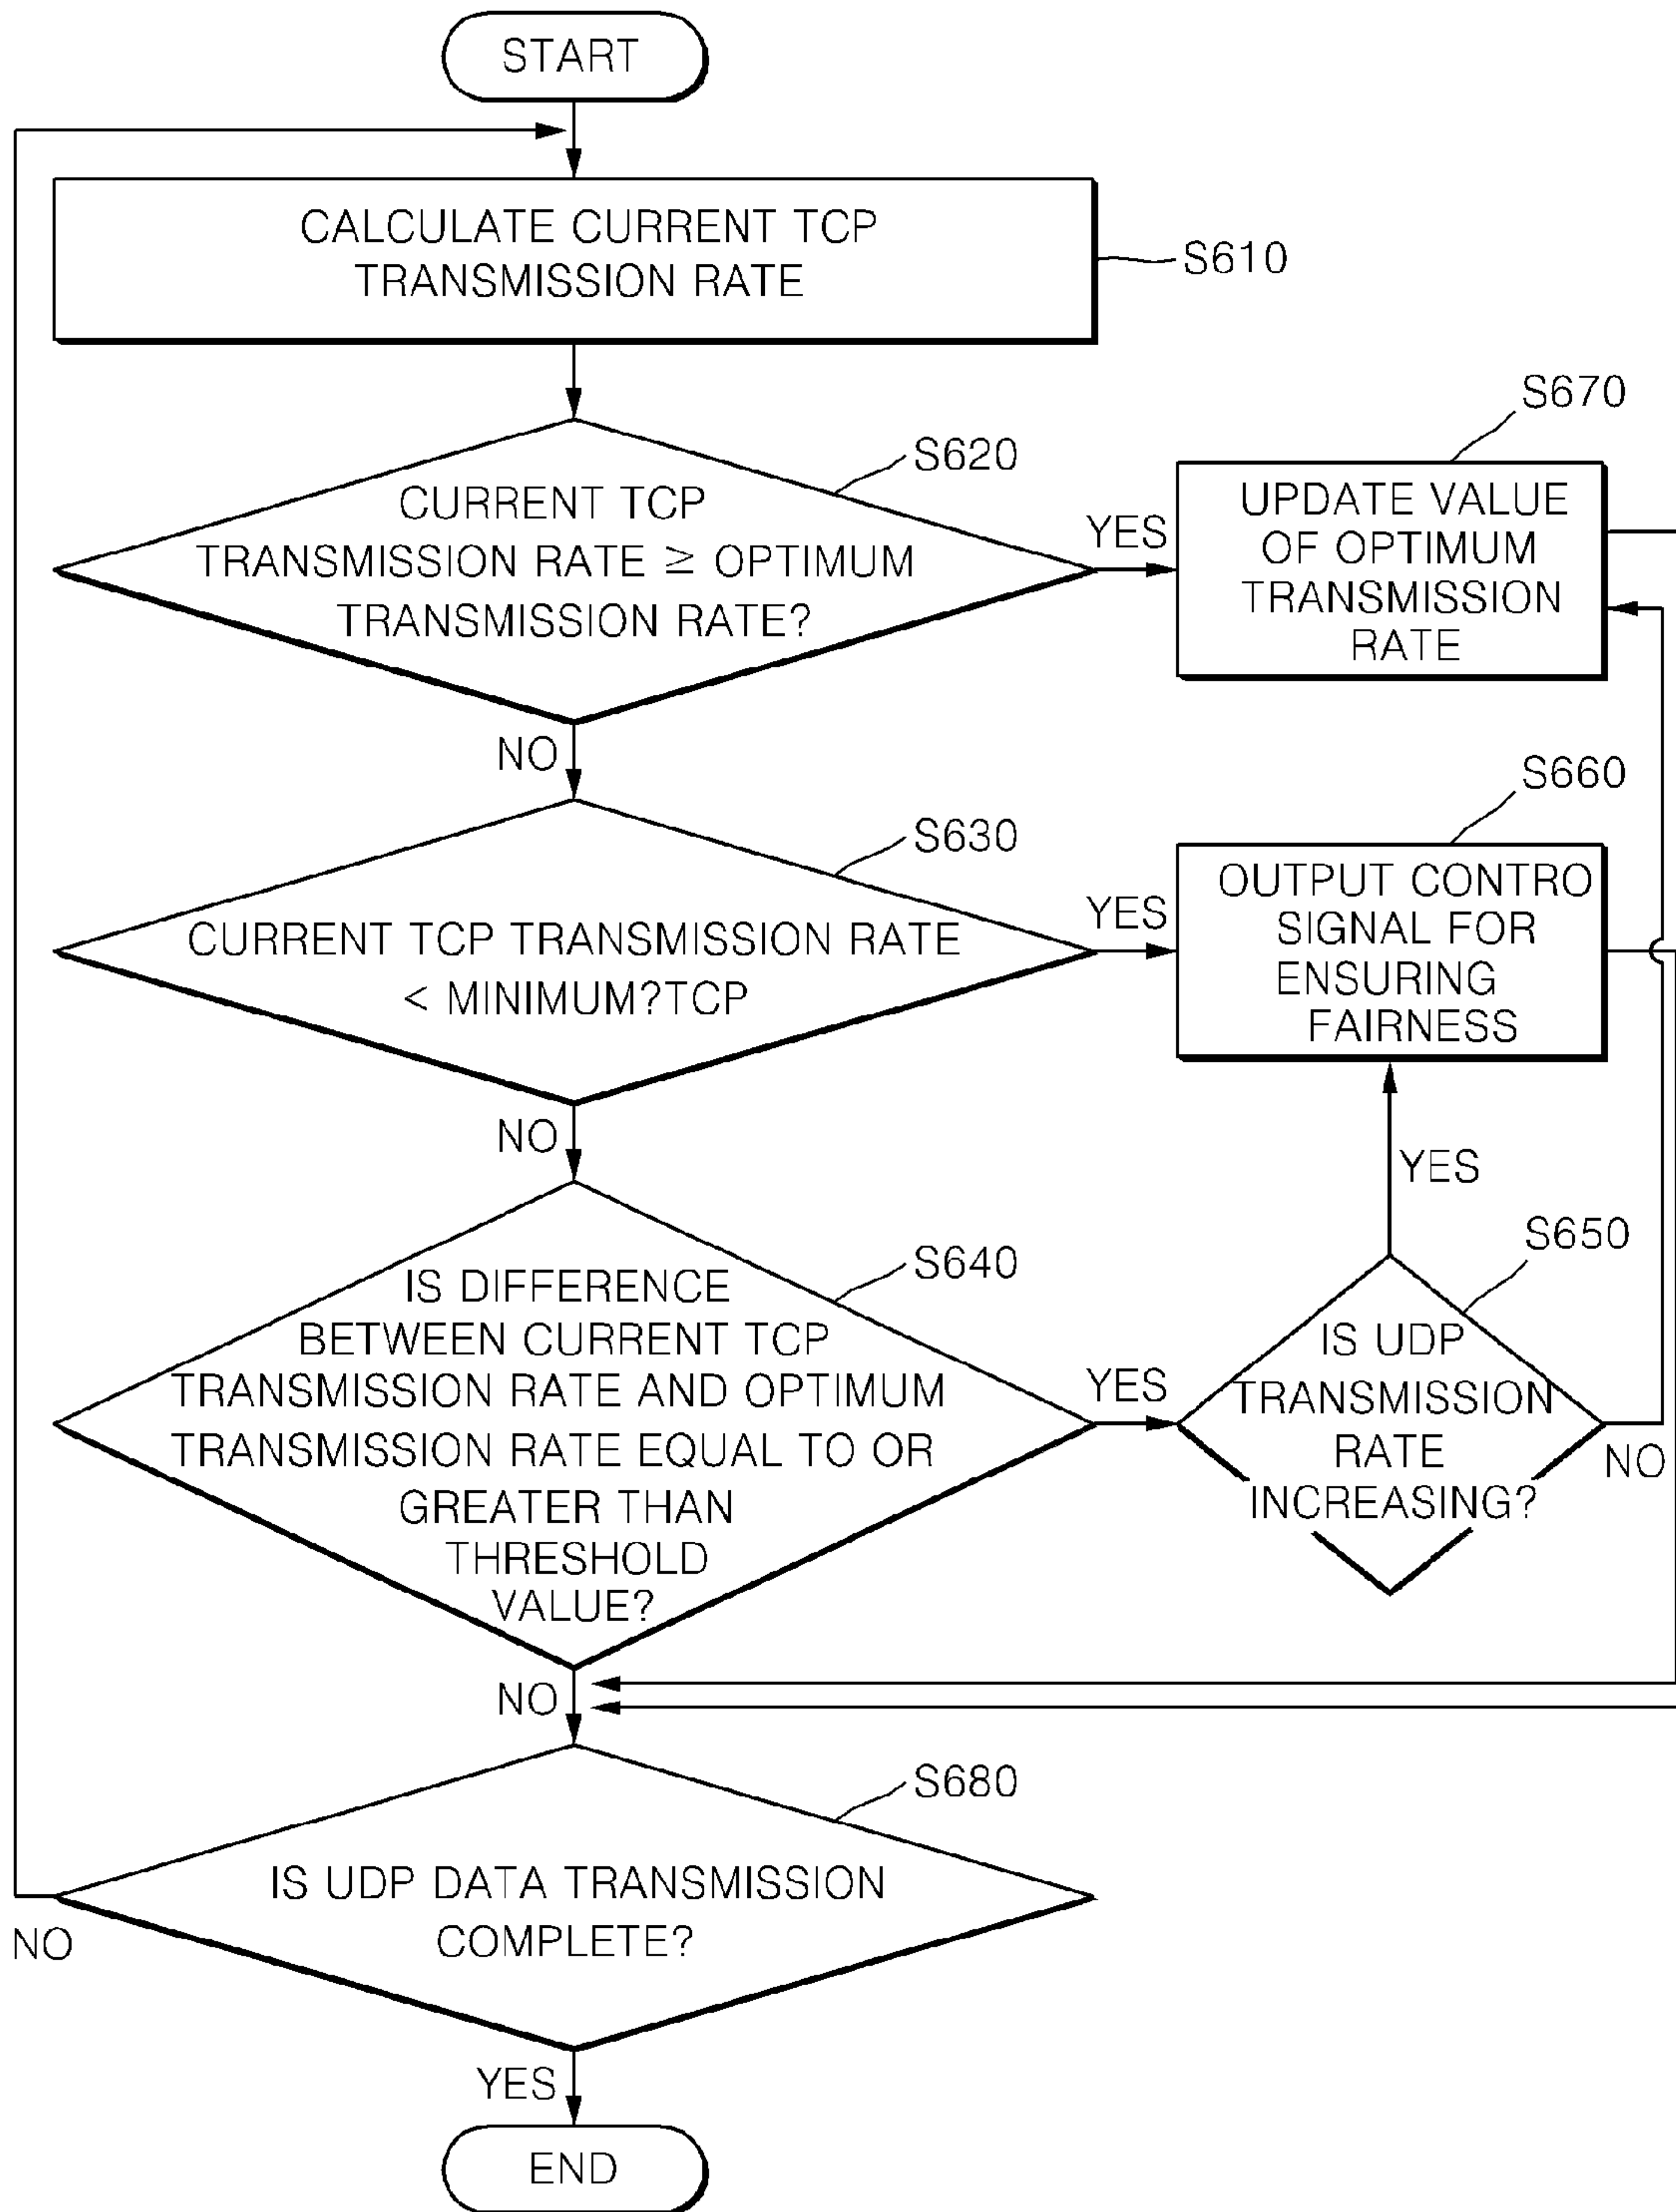 START
CALCULATE CURRENT TCP
TRANSMISSION RATE
S610
S620
CURRENT TCP
TRANSMISSION RATE ≥ OPTIMUM
TRANSMISSION RATE?
YES
S670
UPDATE VALUE
OF OPTIMUM
TRANSMISSION
RATE
NO
S630
CURRENT TCP TRANSMISSION RATE
< MINIMUM?TCP
YES
S660
OUTPUT CONTRO
SIGNAL FOR
ENSURING
FAIRNESS
NO
YES
S640
IS DIFFERENCE
BETWEEN CURRENT TCP
TRANSMISSION RATE AND OPTIMUM
TRANSMISSION RATE EQUAL TO OR
GREATER THAN
THRESHOLD
VALUE?
YES
S650
IS UDP
TRANSMISSION
RATE
INCREASING?
NO
NO
S680
IS UDP DATA TRANSMISSION
COMPLETE?
NO
YES
END